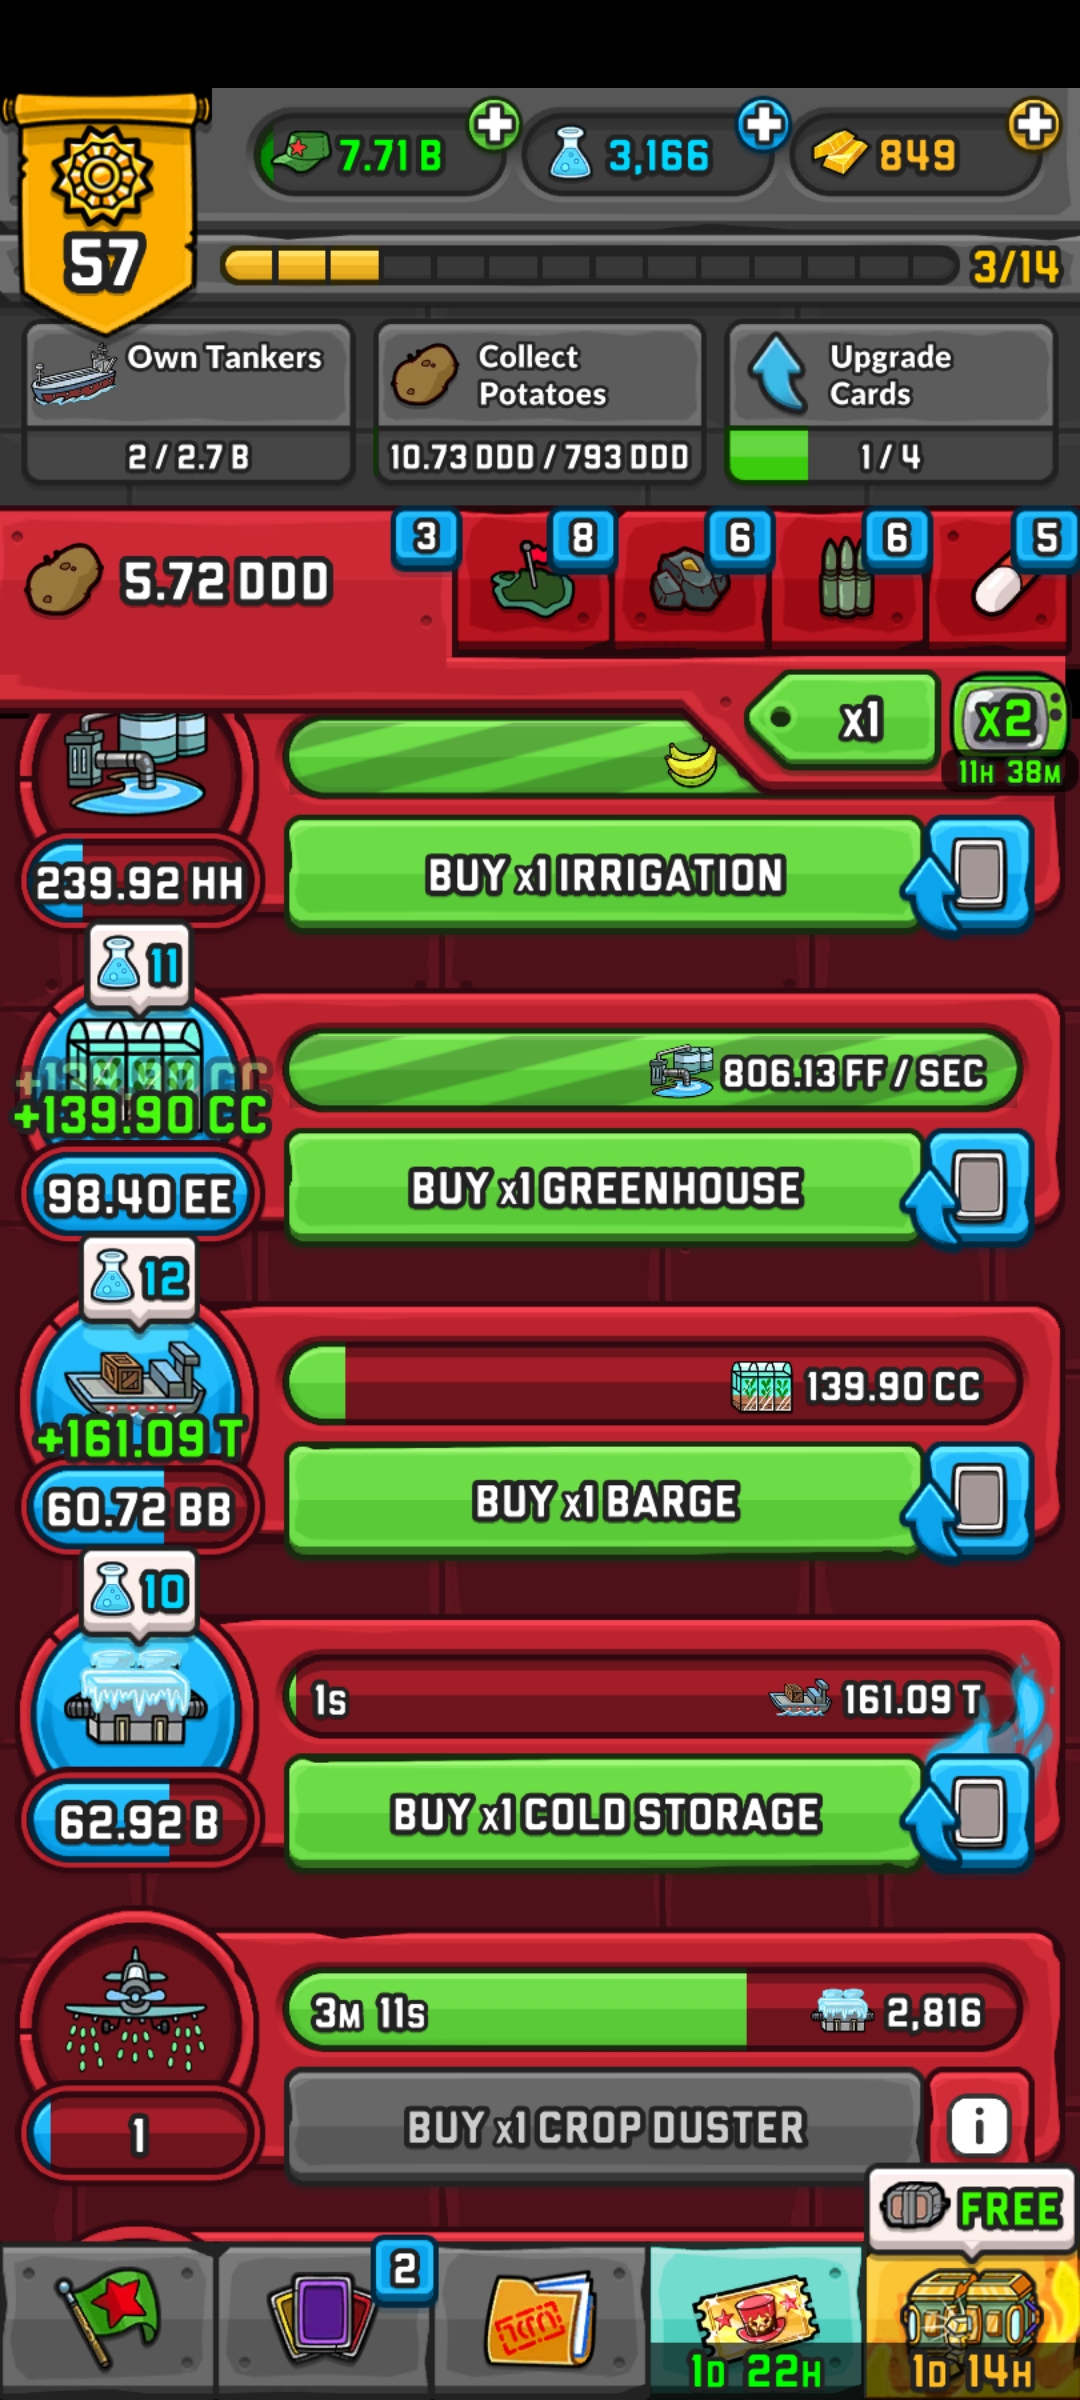 7.71 B
3,166
849
57
3/14
Own Tankers
2 / 2.7 B
Collect
Potatoes
10.73 DDD / 793 DDD
Upgrade
Cards
1 / 4
5.72 DDD
3
8
6
6
5
x1
x2
11H 38M
239.92 HH
BUY x1 IRRIGATION
11
+139.90 CC
+139.90 CC
806.13 FF / SEC
98.40 EE
BUY x1 GREENHOUSE
12
139.90 CC
+161.09 T
60.72 BB
BUY x1 BARGE
10
1S
161.09 T
62.92 B
BUY x1 COLD STORAGE
3M 11S
2,816
1
BUY x1 CROP DUSTER
i
FREE
2
1D 22H
1D 14H